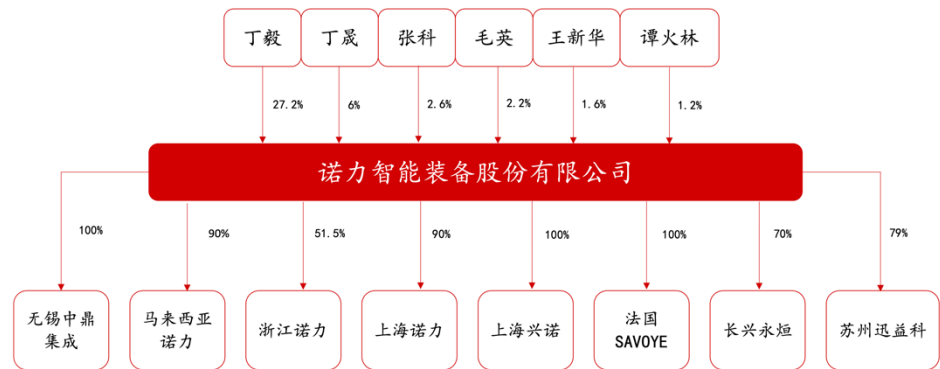 丁毅 丁晟 张科 毛英 王新华 谭火林
27.2% 6% 2.6% 2.2% 1.6% 1.2%
诺力智能装备股份有限公司
100% 90% 51.5% 90% 100% 100% 70% 79%
无锡中鼎
集成
马来西亚
诺力
浙江诺力
上海诺力
上海兴诺
法国
SAVOYE
长兴永烜
苏州迅益科